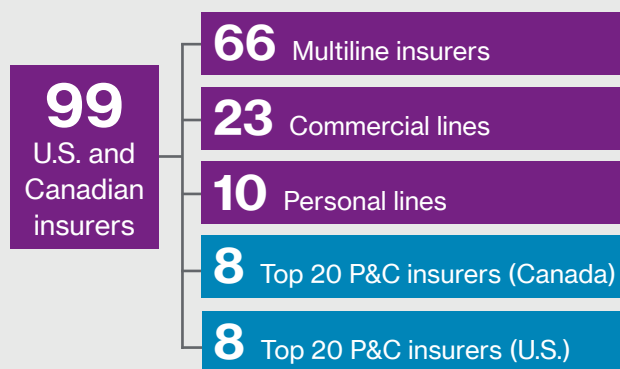 99
U.S. and
Canadian
insurers
66 Multiline insurers
23 Commercial lines
10 Personal lines
8 Top 20 P&C insurers (Canada)
8 Top 20 P&C insurers (U.S.)